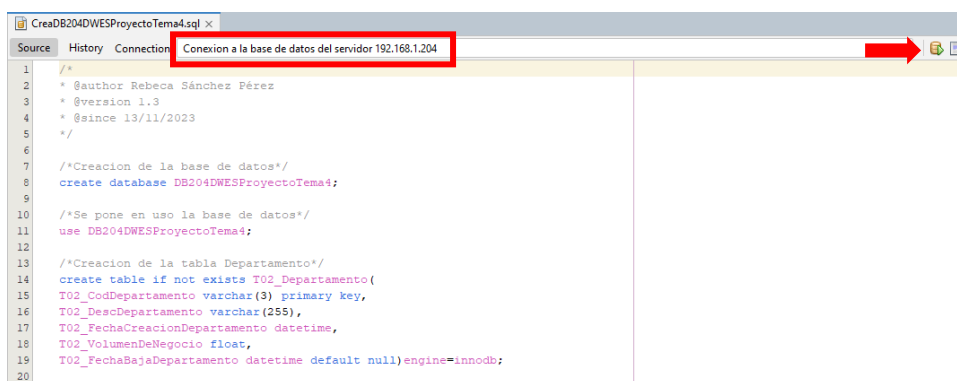 CreaDB204DWESProyectoTema4.sql ×
Source History Connection Conexion a la base de datos del servidor 192.168.1.204
1 /*
2 * @author Rebeca Sánchez Pérez
3 * @version 1.3
4 * @since 13/11/2023
5 */
6
7 /*Creacion de la base de datos*/
8 create database DB204DWESProyectoTema4;
9
10 /*Se pone en uso la base de datos*/
11 use DB204DWESProyectoTema4;
12
13 /*Creacion de la tabla Departamento*/
14 create table if not exists T02_Departamento(
15 T02_CodDepartamento varchar(3) primary key,
16 T02_DescDepartamento varchar(255),
17 T02_FechaCreacionDepartamento datetime,
18 T02_VolumenDeNegocio float,
19 T02_FechaBajaDepartamento datetime default null)engine=innodb;
20